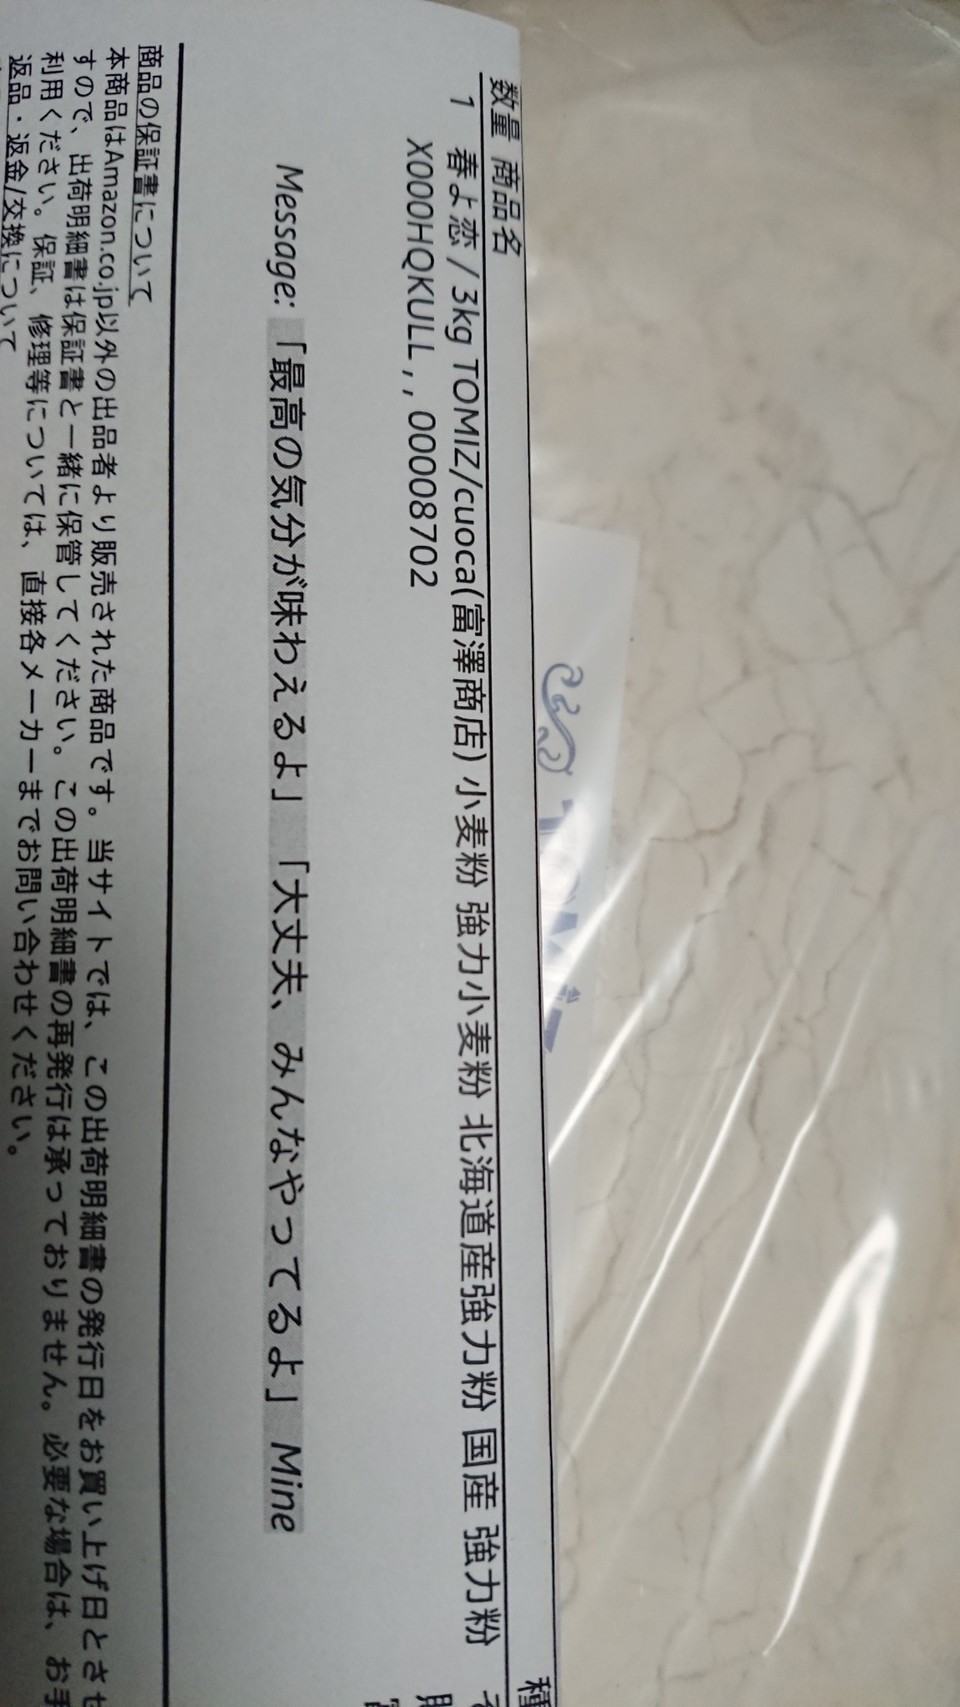 数量 商品名
1 春よ恋 / 3kg TOMIZ/cuoca(富澤商店) 小麦粉 強力小麦粉 北海道産強力粉 国産 強力粉
X000HQKULL , , 00008702
Message: 「最高の気分が味わえるよ」「大丈夫、みんなやってるよ」 Mine
商品の保証書について
本商品はAmazon.co.jp以外の出品者より販売された商品です。当サイトでは、この出荷明細書の発行日をお買い上げ日とさせ
すので、出荷明細書は保証書と一緒に保管してください。この出荷明細書の再発行は承っておりません。必要な場合は、お手
利用ください。保証、修理等については、直接各メーカーまでお問い合わせください。
返品・返金/交換について
種